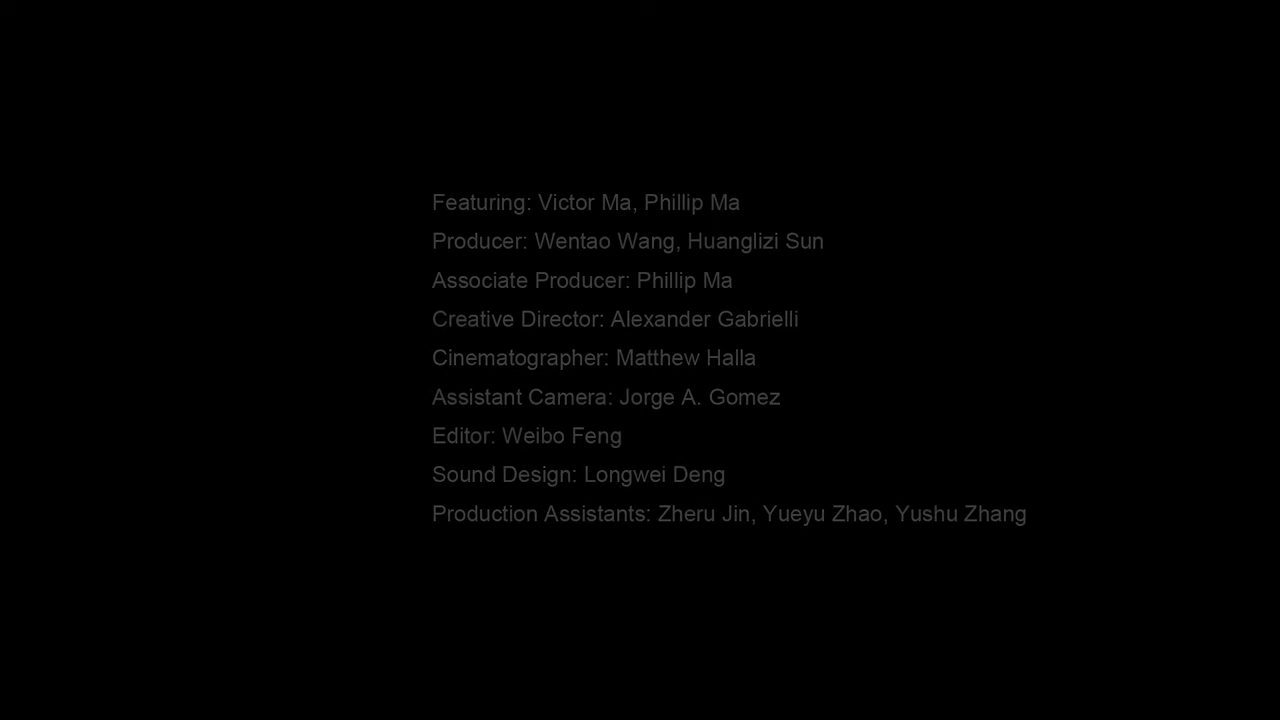 Featuring: Victor Ma, Phillip Ma
Producer: Wentao Wang, Huanglizi Sun
Associate Producer: Phillip Ma
Creative Director: Alexander Gabrielli
Cinematographer: Matthew Halla
Assistant Camera: Jorge A. Gomez
Editor: Weibo Feng
Sound Design: Longwei Deng
Production Assistants: Zheru Jin, Yueyu Zhao, Yushu Zhang